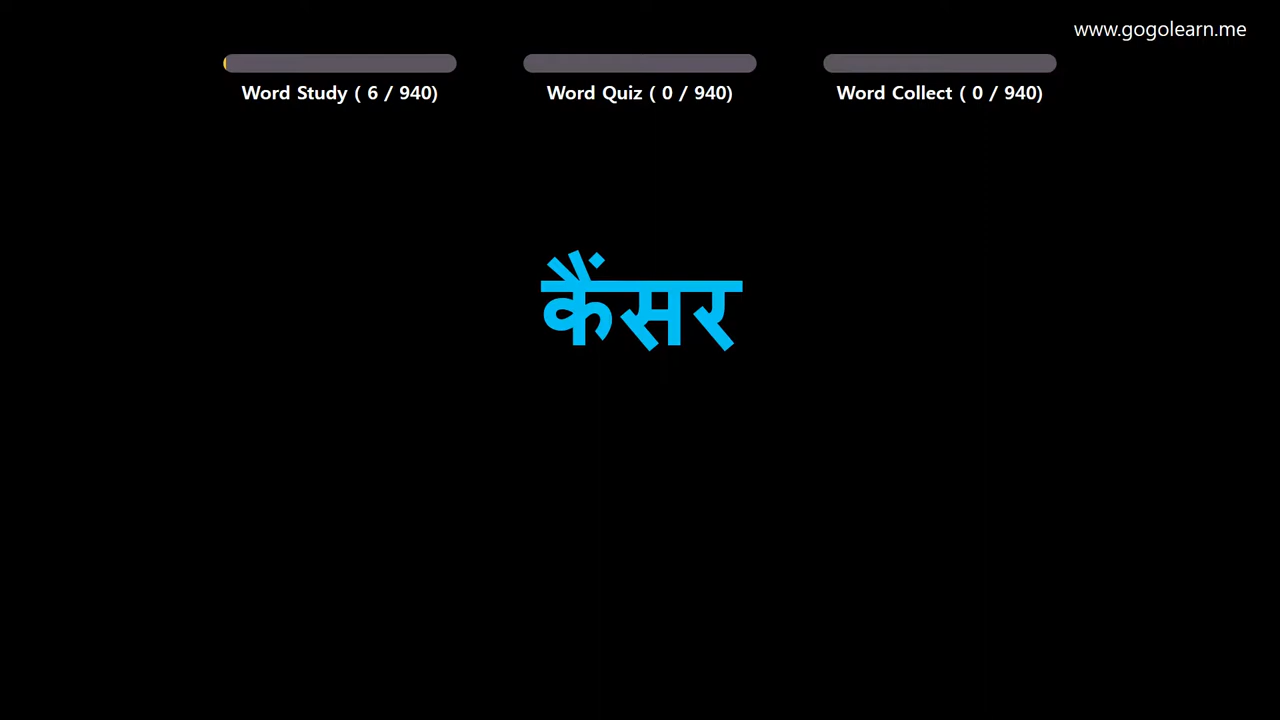 www.gogolearn.me
Word Study ( 6 / 940)
Word Quiz ( 0 / 940)
Word Collect ( 0 / 940)
कैंसर